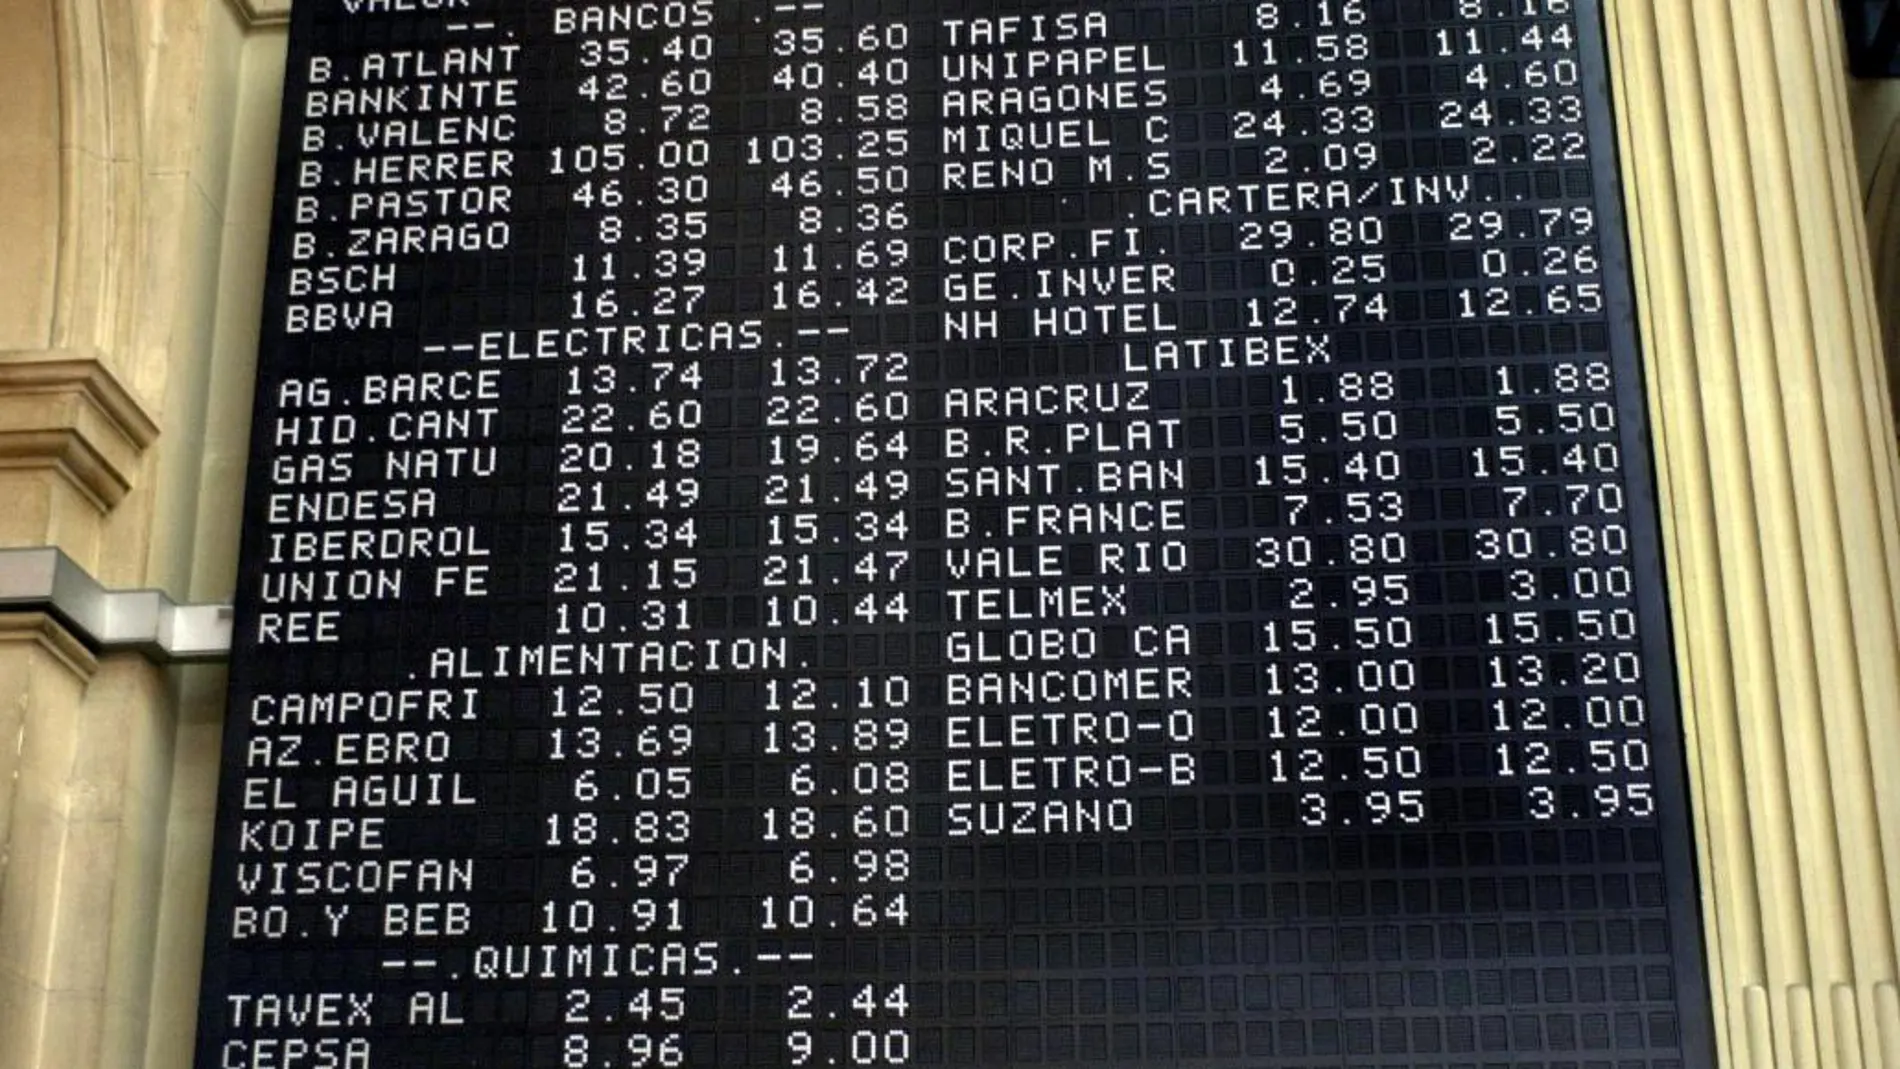 VALOR
--. BANCOS .--
B.ATLANT 35.40 35.60
BANKINTE 42.60 40.40
B.VALENC 8.72 8.58
B.HERRER 105.00 103.25
B.PASTOR 46.30 46.50
B.ZARAGO 8.35 8.36
BSCH 11.39 11.69
BBVA 16.27 16.42
--ELECTRICAS.--
AG.BARCE 13.74 13.72
HID.CANT 22.60 22.60
GAS NATU 20.18 19.64
ENDESA 21.49 21.49
IBERDROL 15.34 15.34
UNION FE 21.15 21.47
REE 10.31 10.44
.ALIMENTACION.
CAMPOFRI 12.50 12.10
AZ.EBRO 13.69 13.89
EL AGUIL 6.05 6.08
KOIPE 18.83 18.60
VISCOFAN 6.97 6.98
BO.Y BEB 10.91 10.64
--.QUIMICAS.--
TAVEX AL 2.45 2.44
CEPSA 8.96 9.00
TAFISA 8.16 8.16
UNIPAPEL 11.58 11.44
ARAGONES 4.69 4.60
MIQUEL C 24.33 24.33
RENO M.S 2.09 2.22
.CARTERA/INV..
CORP.FI. 29.80 29.79
GE.INVER 0.25 0.26
NH HOTEL 12.74 12.65
LATIBEX
ARACRUZ 1.88 1.88
B.R.PLAT 5.50 5.50
SANT.BAN 15.40 15.40
B.FRANCE 7.53 7.70
VALE RIO 30.80 30.80
TELMEX 2.95 3.00
GLOBO CA 15.50 15.50
BANCOMER 13.00 13.20
ELETRO-O 12.00 12.00
ELETRO-B 12.50 12.50
SUZANO 3.95 3.95